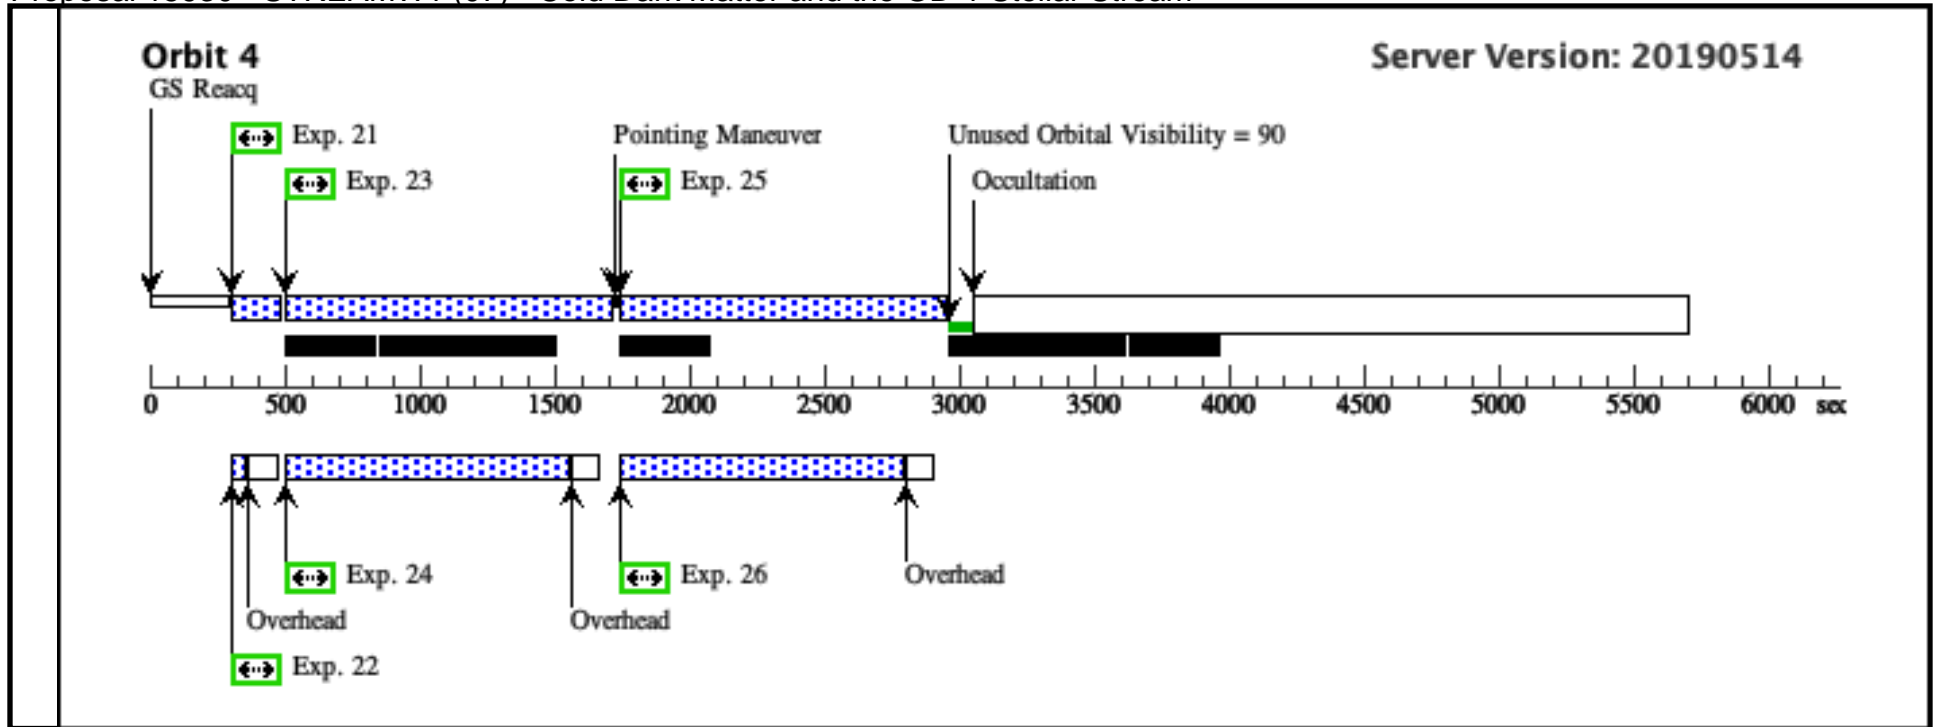 Orbit 4
Server Version: 20190514
GS Reacq
Exp. 21
Pointing Maneuver
Unused Orbital Visibility = 90
Exp. 23
Exp. 25
Occultation
0 500 1000 1500 2000 2500 3000 3500 4000 4500 5000 5500 6000 sec
Exp. 24
Exp. 26
Overhead
Overhead
Overhead
Exp. 22